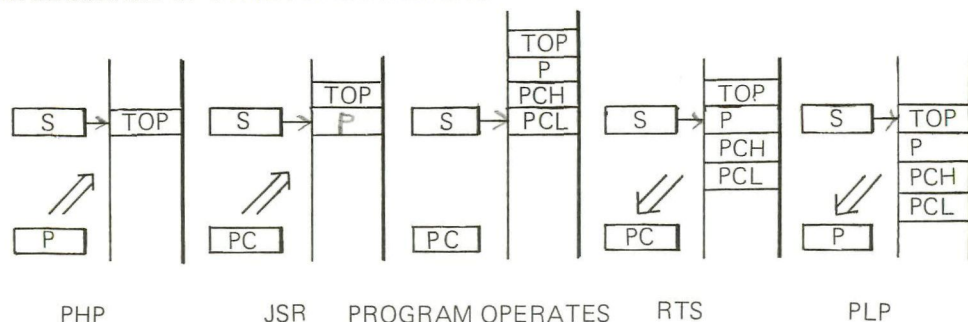 TOP
TOP P TOP
S TOP S P S PCH PCL S P PCH PCL S TOP P PCH PCL
P PC PC PC P
PHP JSR PROGRAM OPERATES RTS PLP